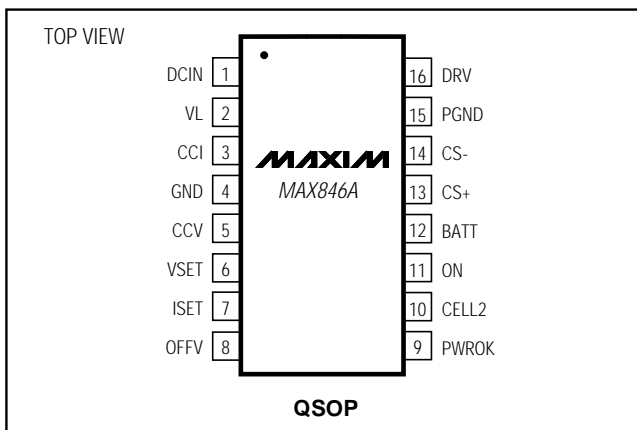 TOP VIEW
DCIN 1
VL 2
CCI 3
GND 4
CCV 5
VSET 6
ISET 7
OFFV 8
MAXIM
MAX846A
16 DRV
15 PGND
14 CS-
13 CS+
12 BATT
11 ON
10 CELL2
9 PWROK
QSOP